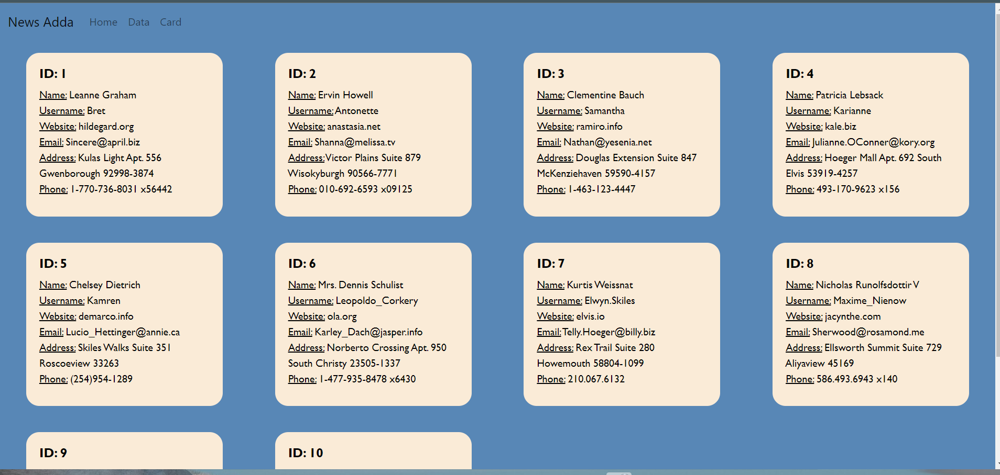 News Adda Home Data Card
ID: 1
Name: Leanne Graham
Username: Bret
Website: hildegard.org
Email: Sincere@april.biz
Address: Kulas Light Apt. 556
Gwenborough 92998-3874
Phone: 1-770-736-8031 x56442
ID: 2
Name: Ervin Howell
Username: Antonette
Website: anastasia.net
Email: Shanna@melissa.tv
Address: Victor Plains Suite 879
Wisokyburgh 90566-7771
Phone: 010-692-6593 x09125
ID: 3
Name: Clementine Bauch
Username: Samantha
Website: ramiro.info
Email: Nathan@yesenia.net
Address: Douglas Extension Suite 847
McKenziehaven 59590-4157
Phone: 1-463-123-4447
ID: 4
Name: Patricia Lebsack
Username: Karianne
Website: kale.biz
Email: Julianne.OConner@kory.org
Address: Hoeger Mall Apt. 692 South
Elvis 53919-4257
Phone: 493-170-9623 x156
ID: 5
Name: Chelsey Dietrich
Username: Kamren
Website: demarco.info
Email: Lucio_Hettinger@annie.ca
Address: Skiles Walks Suite 351
Roscoeview 33263
Phone: (254)954-1289
ID: 6
Name: Mrs. Dennis Schulist
Username: Leopoldo_Corkery
Website: ola.org
Email: Karley_Dach@jasper.info
Address: Norberto Crossing Apt. 950
South Christy 23505-1337
Phone: 1-477-935-8478 x6430
ID: 7
Name: Kurtis Weissnat
Username: Elwyn.Skiles
Website: elvis.io
Email: Telly.Hoeger@billy.biz
Address: Rex Trail Suite 280
Howemouth 58804-1099
Phone: 210.067.6132
ID: 8
Name: Nicholas Runolfsdottir V
Username: Maxime_Nienow
Website: jacynthe.com
Email: Sherwood@rosamond.me
Address: Ellsworth Summit Suite 729
Aliyaview 45169
Phone: 586.493.6943 x140
ID: 9
ID: 10